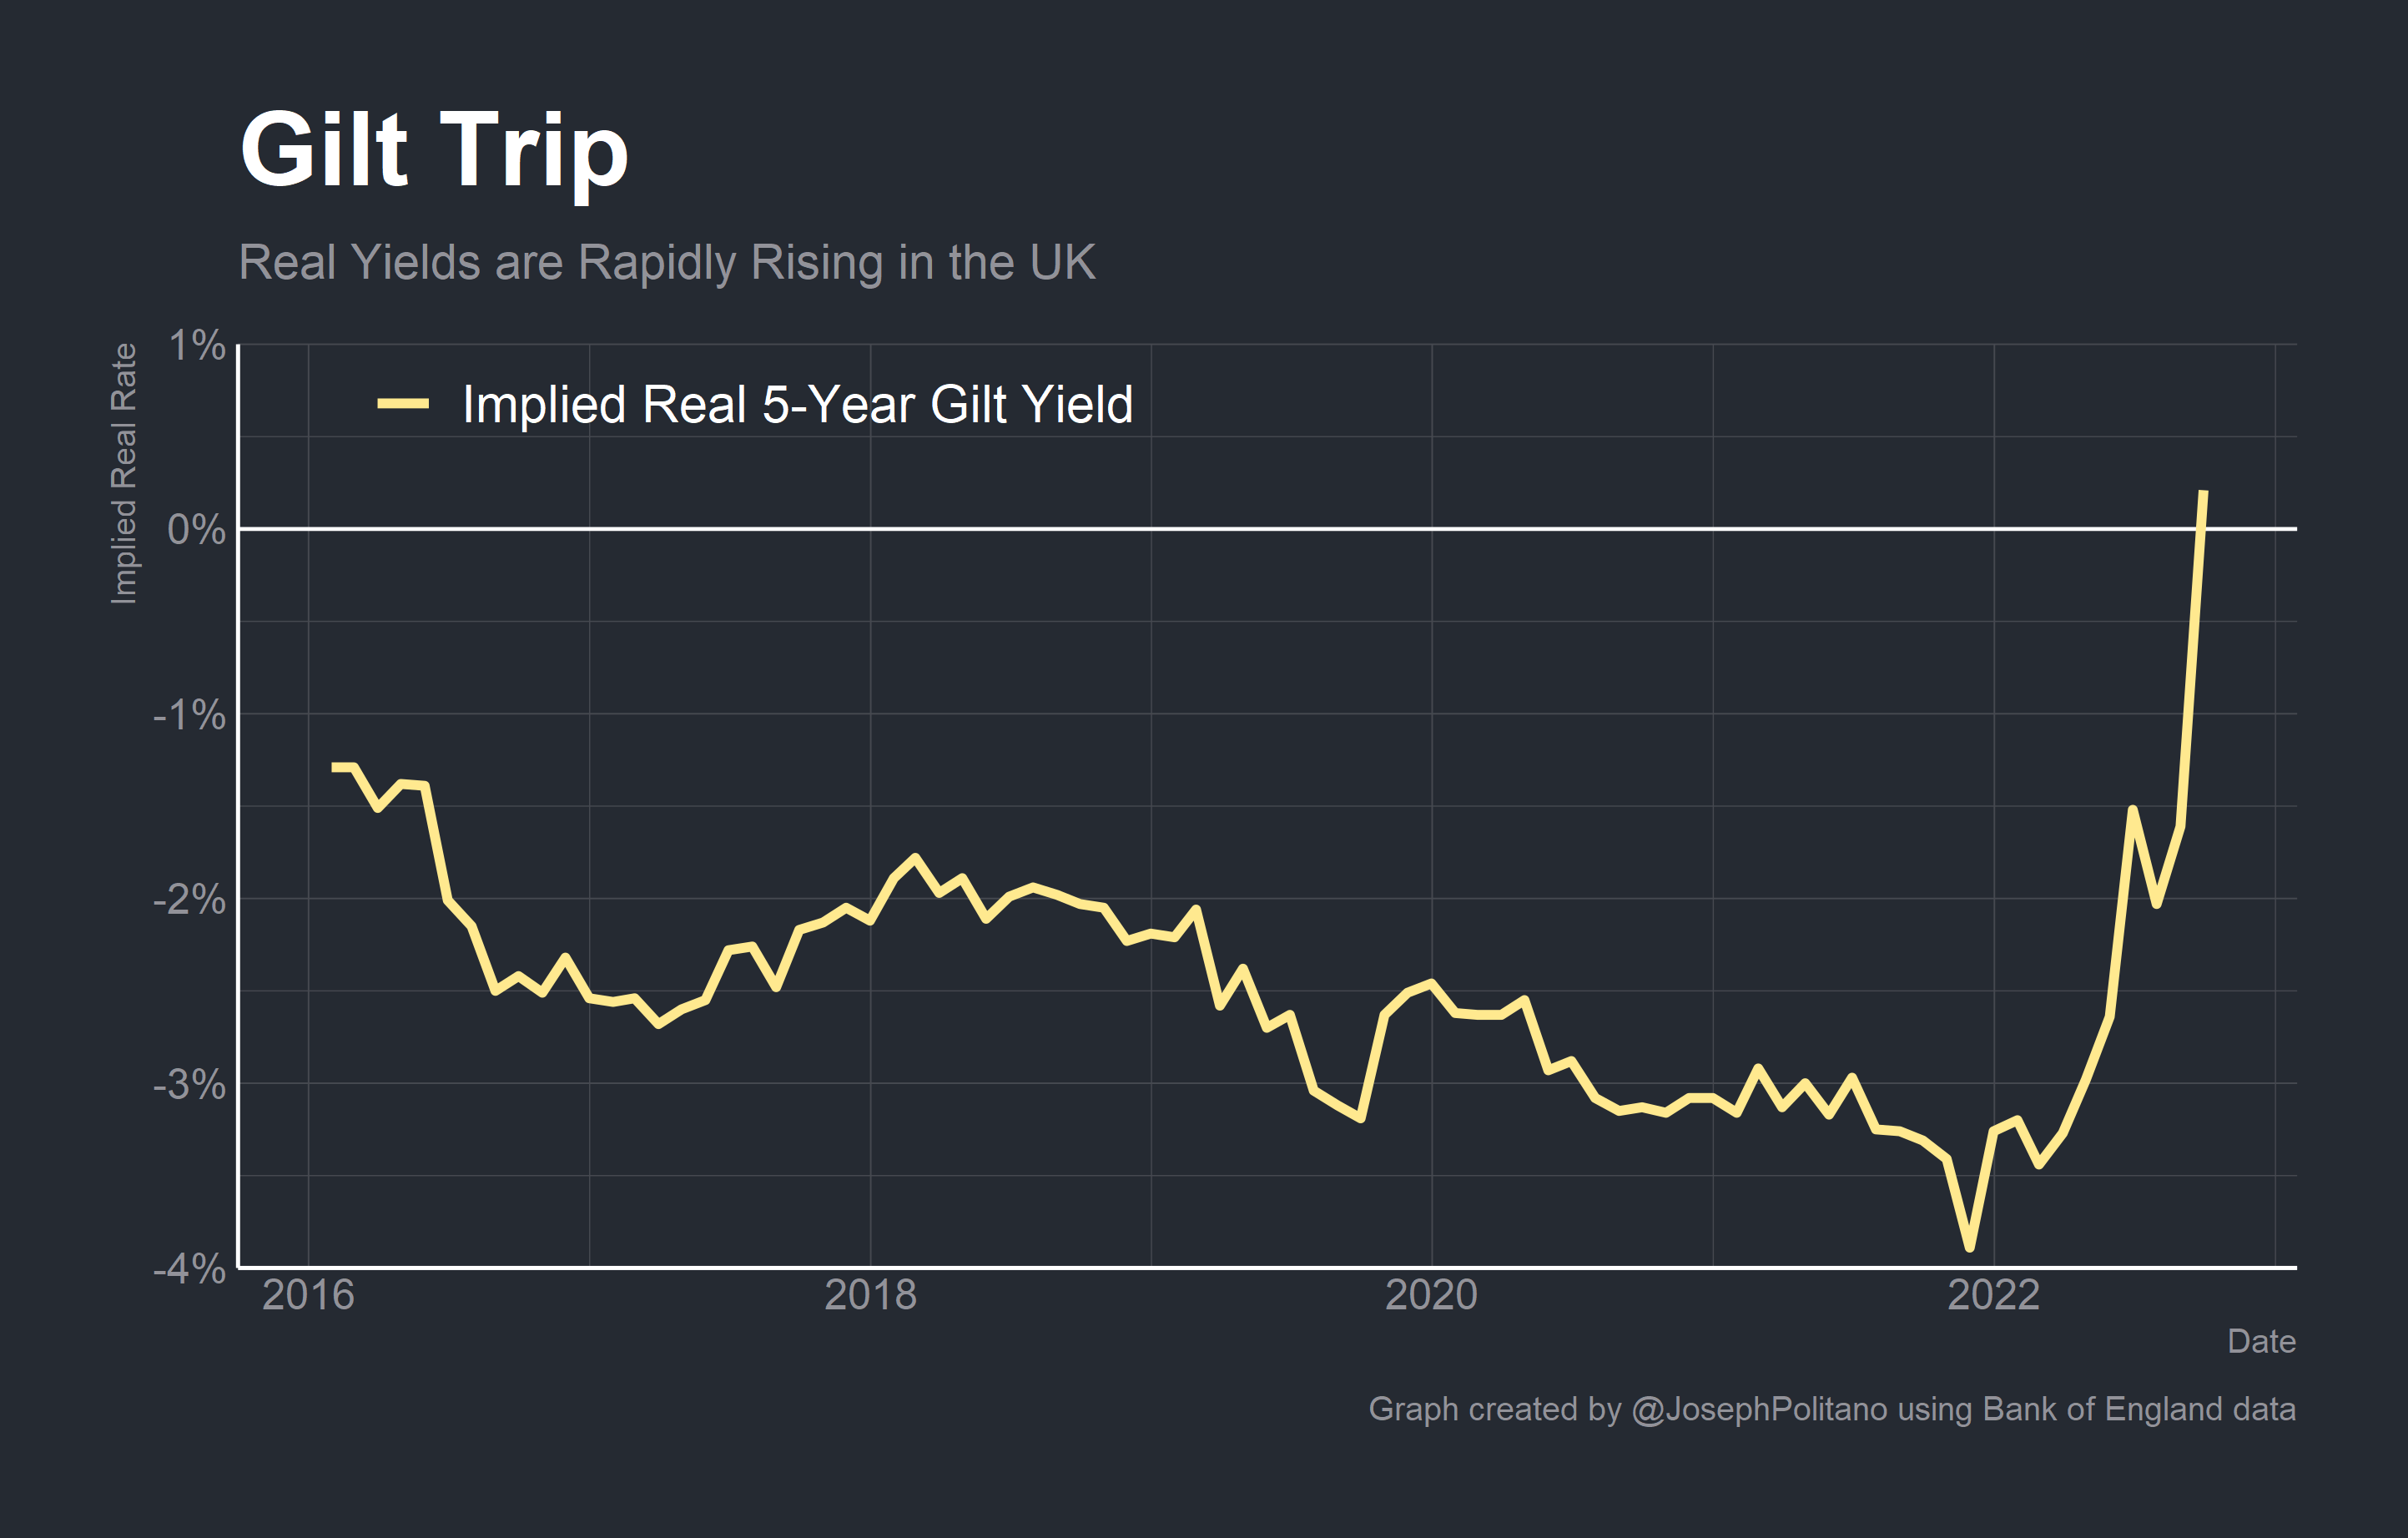 Gilt Trip
Real Yields are Rapidly Rising in the UK
Implied Real Rate
1%
0%
-1%
-2%
-3%
-4%
Implied Real 5-Year Gilt Yield
2016
2018
2020
2022
Date
Graph created by @JosephPolitano using Bank of England data